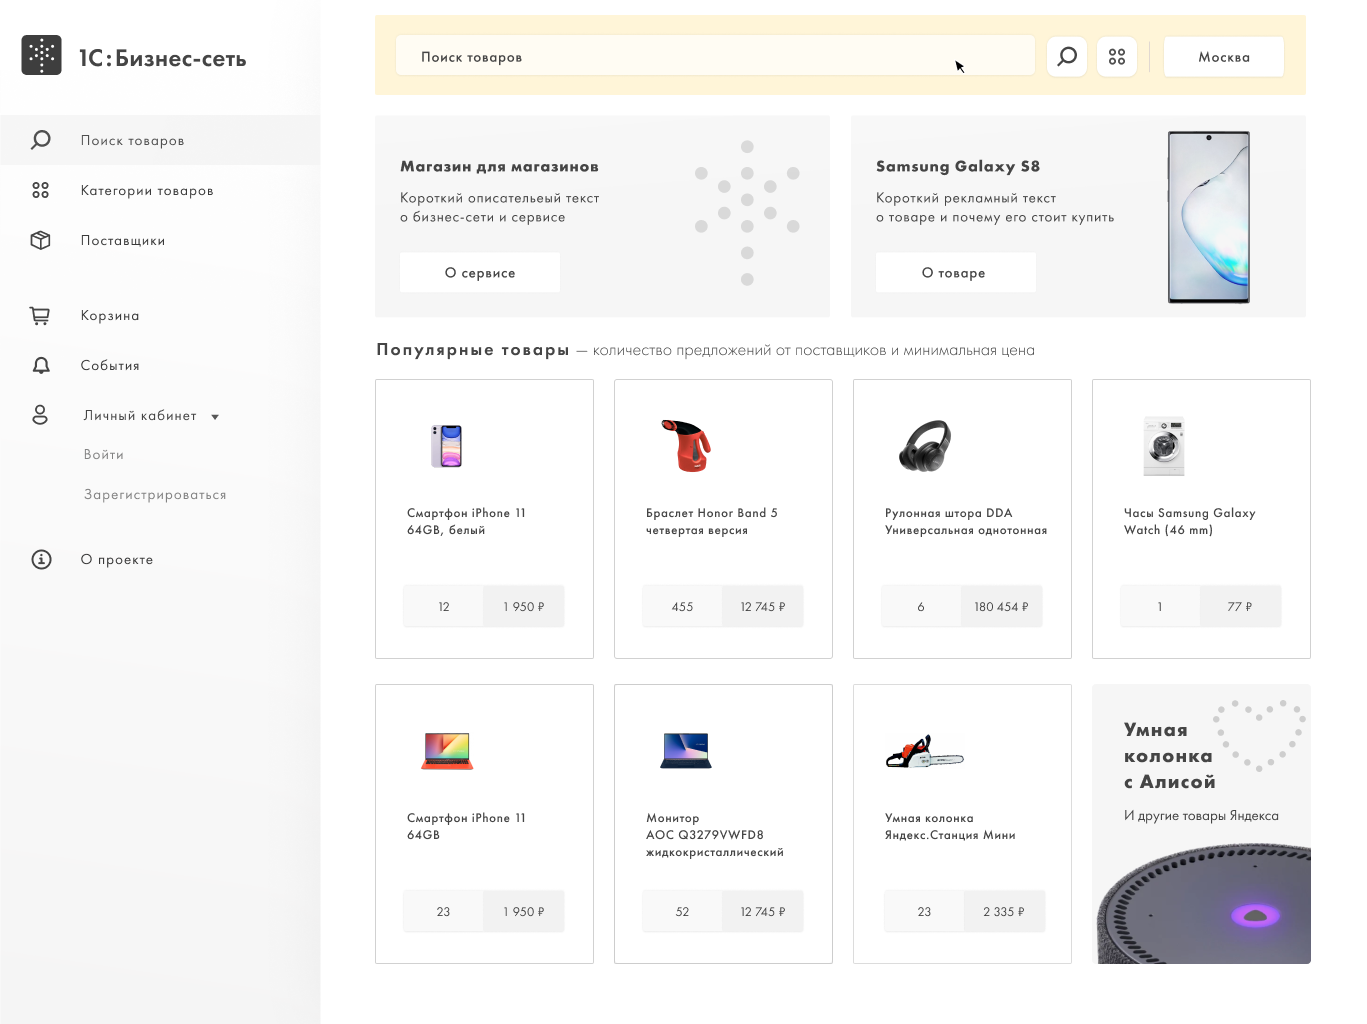 1С:Бизнес-сеть
Поиск товаров
Категории товаров
Поставщики
Корзина
События
Личный кабинет
Войти
Зарегистрироваться
О проекте
Поиск товаров
Москва
Магазин для магазинов
Короткий описательеый текст
о бизнес-сети и сервисе
О сервисе
Samsung Galaxy S8
Короткий рекламный текст
о товаре и почему его стоит купить
О товаре
Популярные товары — количество предложений от поставщиков и минимальная цена
Смартфон iPhone 11
64GB, белый
12
1 950 ₽
Браслет Honor Band 5
четвертая версия
455
12 745 ₽
Рулонная штора DDA
Универсальная однотонная
6
180 454 ₽
Часы Samsung Galaxy
Watch (46 mm)
1
77 ₽
Смартфон iPhone 11
64GB
23
1 950 ₽
Монитор
AOC Q3279VWFD8
жидкокристаллический
52
12 745 ₽
Умная колонка
Яндекс.Станция Мини
23
2 335 ₽
Умная
колонка
с Алисой
И другие товары Яндекса